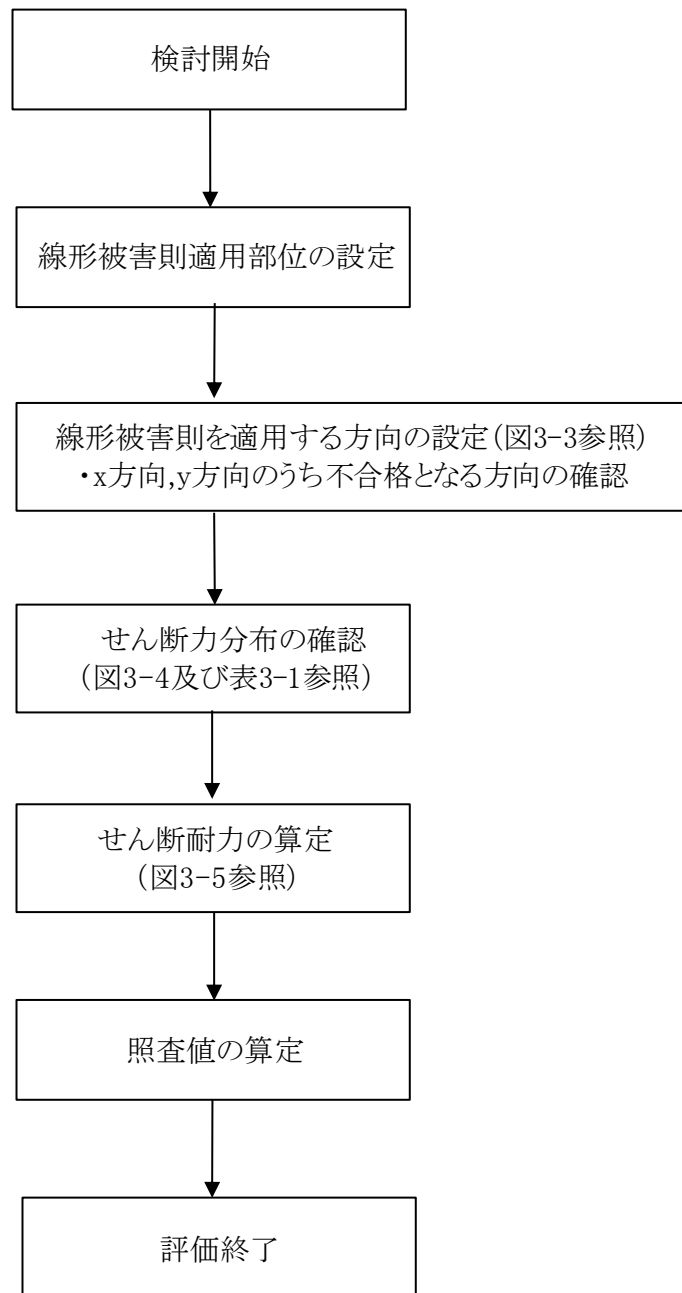 検討開始
線形被害則適用部位の設定
線形被害則を適用する方向の設定(図3-3参照)
・x方向,y方向のうち不合格となる方向の確認
せん断力分布の確認
(図3-4及び表3-1参照)
せん断耐力の算定
(図3-5参照)
照査値の算定
評価終了